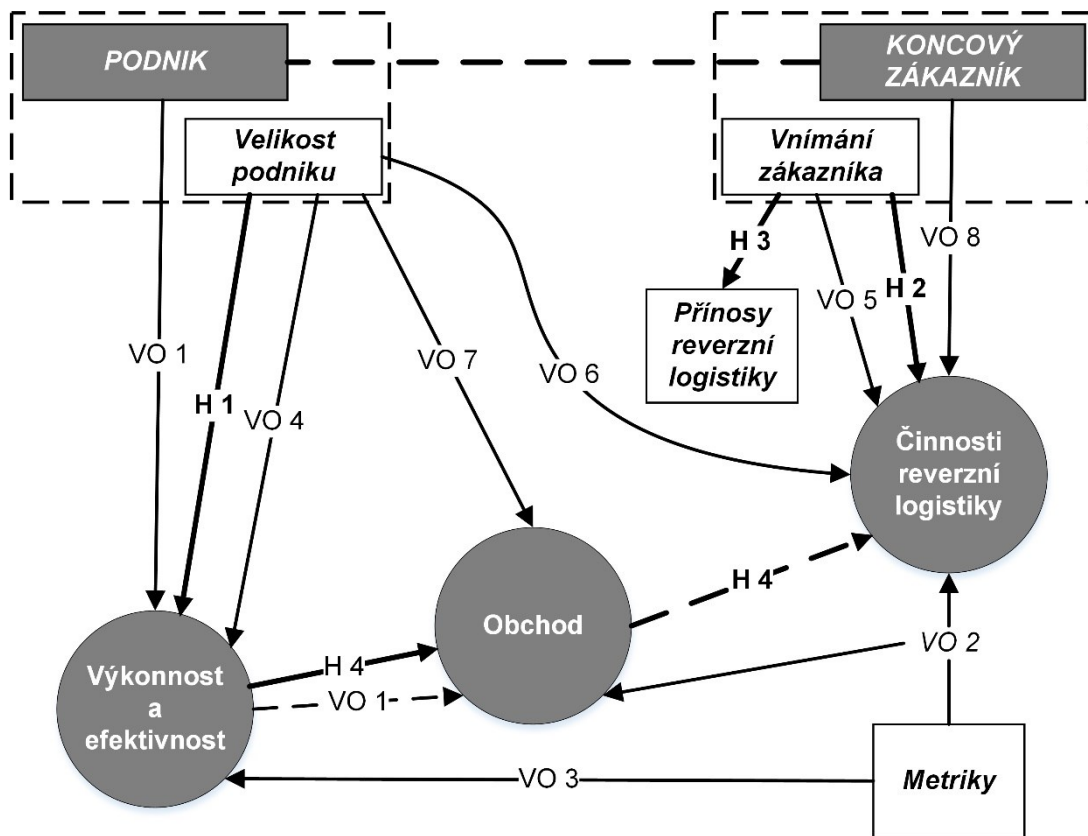 PODNIK
KONCOVÝ
ZÁKAZNÍK
Velikost
podniku
Vnímání
zákazníka
H 3
VO 8
VO 5
H 2
Přínosy
reverzní
logistiky
VO 1
VO 7
VO 6
H 1
VO 4
Činnosti
reverzní
logistiky
H 4
Obchod
VO 2
H 4
VO 1
Výkonnost
a
efektivnost
VO 3
Metriky